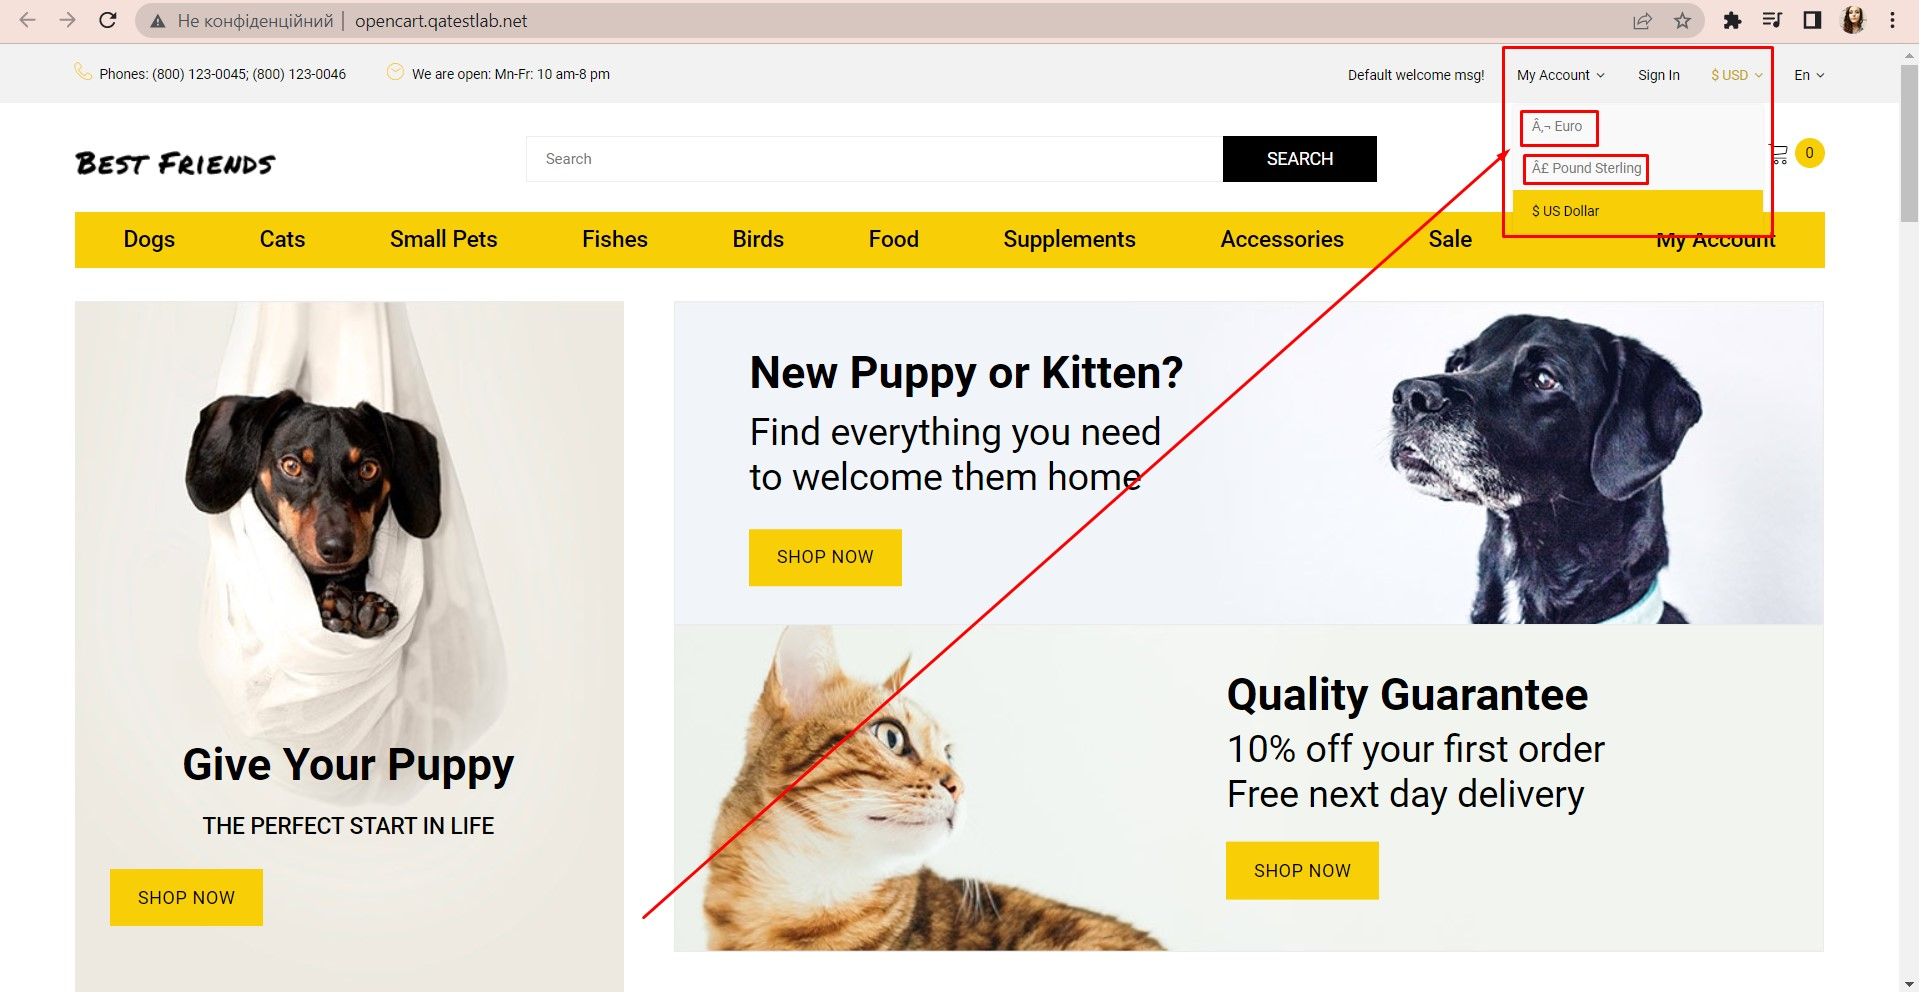 Не конфіденційний | opencart.qatestlab.net
Phones: (800) 123-0045; (800) 123-0046
We are open: Mn-Fr: 10 am-8 pm
Default welcome msg!
My Account
Sign In
$ USD
En
Â‚¬ Euro
Â£ Pound Sterling
$ US Dollar
BEST FRIENDS
Search
SEARCH
0
Dogs
Cats
Small Pets
Fishes
Birds
Food
Supplements
Accessories
Sale
My Account
New Puppy or Kitten?
Find everything you need
to welcome them home
SHOP NOW
Give Your Puppy
THE PERFECT START IN LIFE
SHOP NOW
Quality Guarantee
10% off your first order
Free next day delivery
SHOP NOW